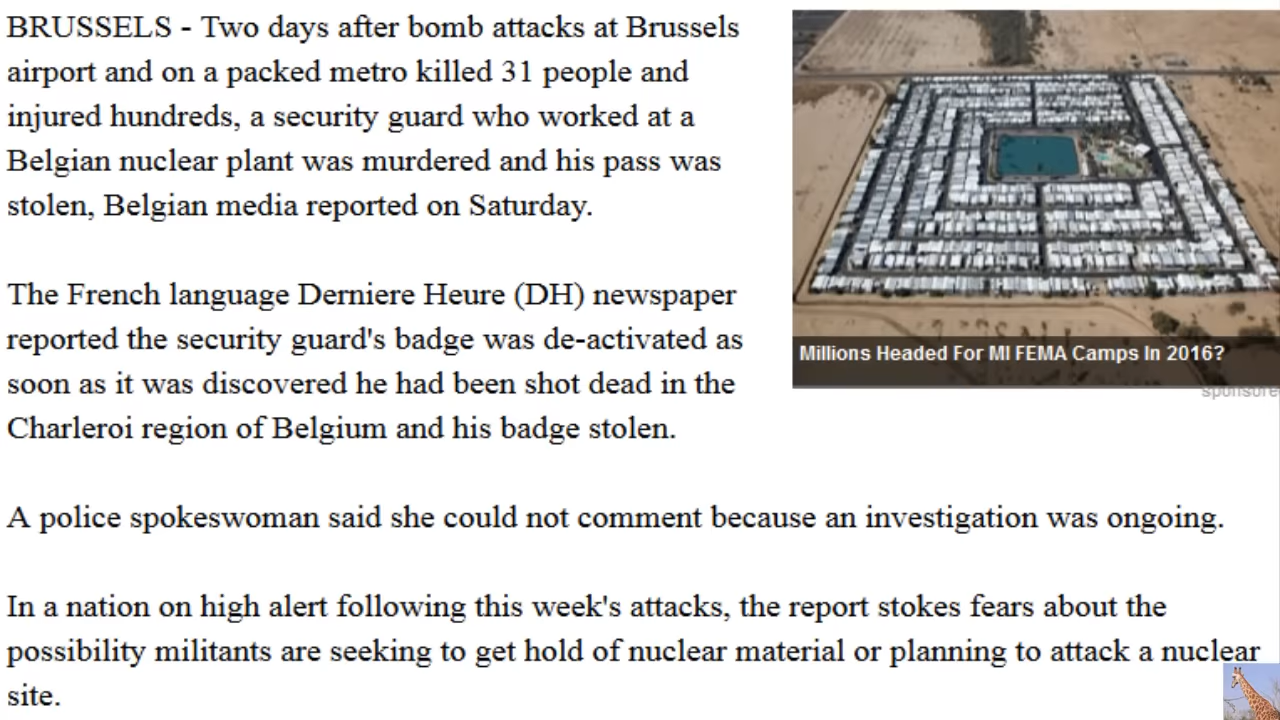 BRUSSELS - Two days after bomb attacks at Brussels
airport and on a packed metro killed 31 people and
injured hundreds, a security guard who worked at a
Belgian nuclear plant was murdered and his pass was
stolen, Belgian media reported on Saturday.
The French language Derniere Heure (DH) newspaper
reported the security guard's badge was de-activated as
soon as it was discovered he had been shot dead in the
Charleroi region of Belgium and his badge stolen.
Millions Headed For MI FEMA Camps In 2016?
sponsore
A police spokeswoman said she could not comment because an investigation was ongoing.
In a nation on high alert following this week's attacks, the report stokes fears about the
possibility militants are seeking to get hold of nuclear material or planning to attack a nuclear
site.